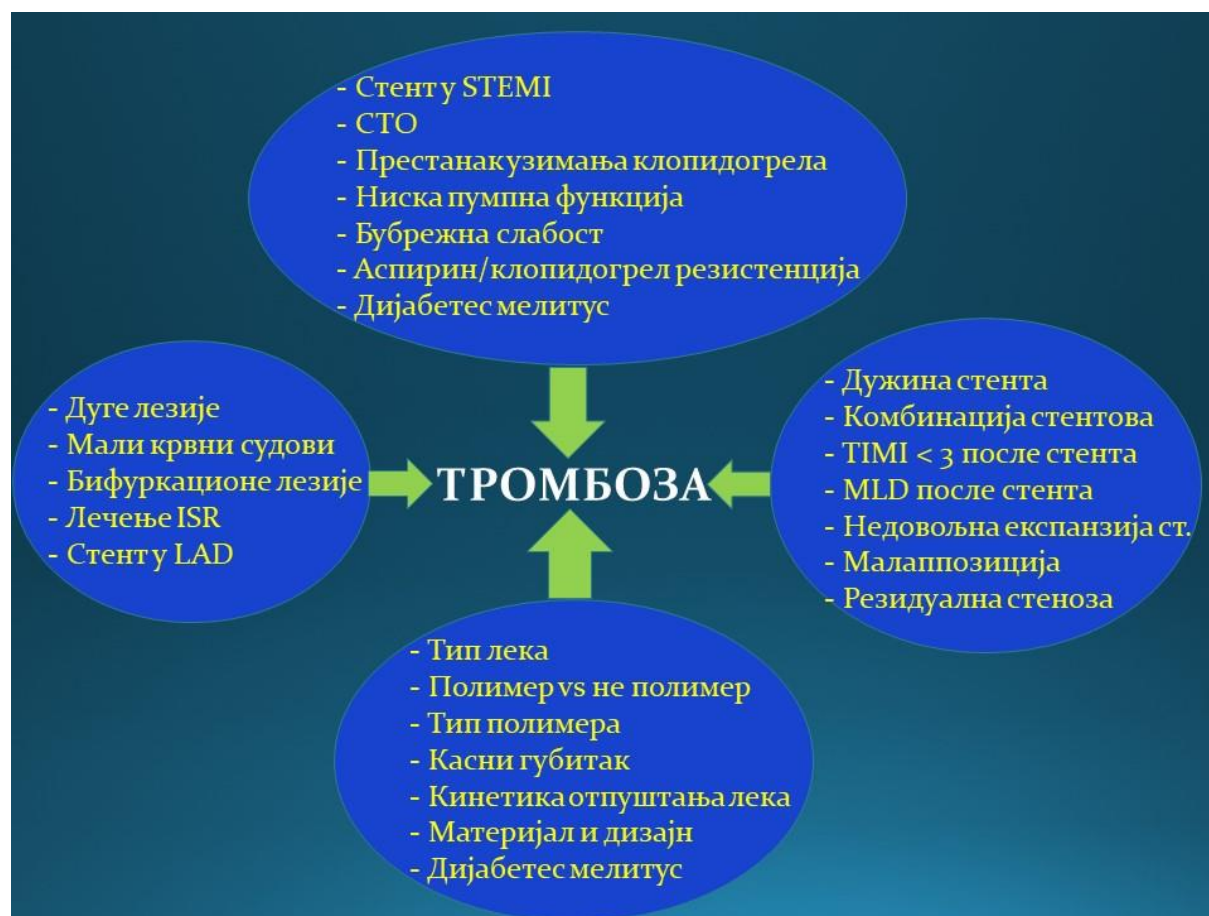 - Стент у STEMI
- СТО
- Престанак узимања клопидогрела
- Ниска пумпна функција
- Бубрежна слабост
- Аспирин/клопидогрел резистенција
- Дијабетес мелитус
- Дуге лезије
- Мали крвни судови
- Бифуркационе лезије
- Лечење ISR
- Стент у LAD
ТРОМБОЗА
- Дужина стента
- Комбинација стентова
- TIMI < 3 после стента
- MLD после стента
- Недовољна експанзија ст.
- Малаппозиција
- Резидуална стеноза
- Тип лека
- Полимер vs не полимер
- Тип полимера
- Касни губитак
- Кинетика отпуштања лека
- Материјал и дизајн
- Дијабетес мелитус